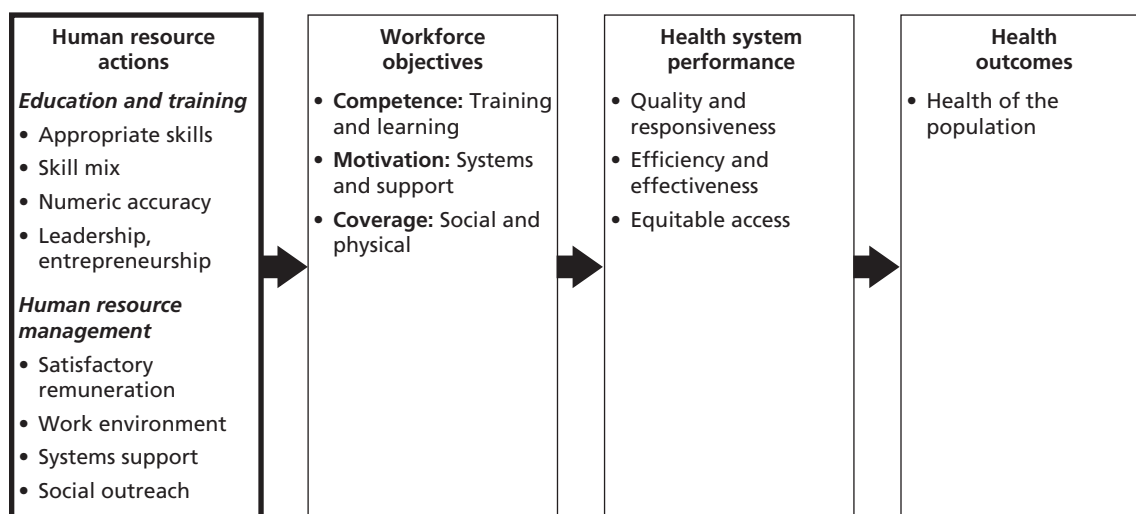 Human resource
actions
Education and training
• Appropriate skills
• Skill mix
• Numeric accuracy
• Leadership,
entrepreneurship
Human resource
management
• Satisfactory
remuneration
• Work environment
• Systems support
• Social outreach
Workforce
objectives
• Competence: Training
and learning
• Motivation: Systems
and support
• Coverage: Social and
physical
Health system
performance
• Quality and
responsiveness
• Efficiency and
effectiveness
• Equitable access
Health
outcomes
• Health of the
population